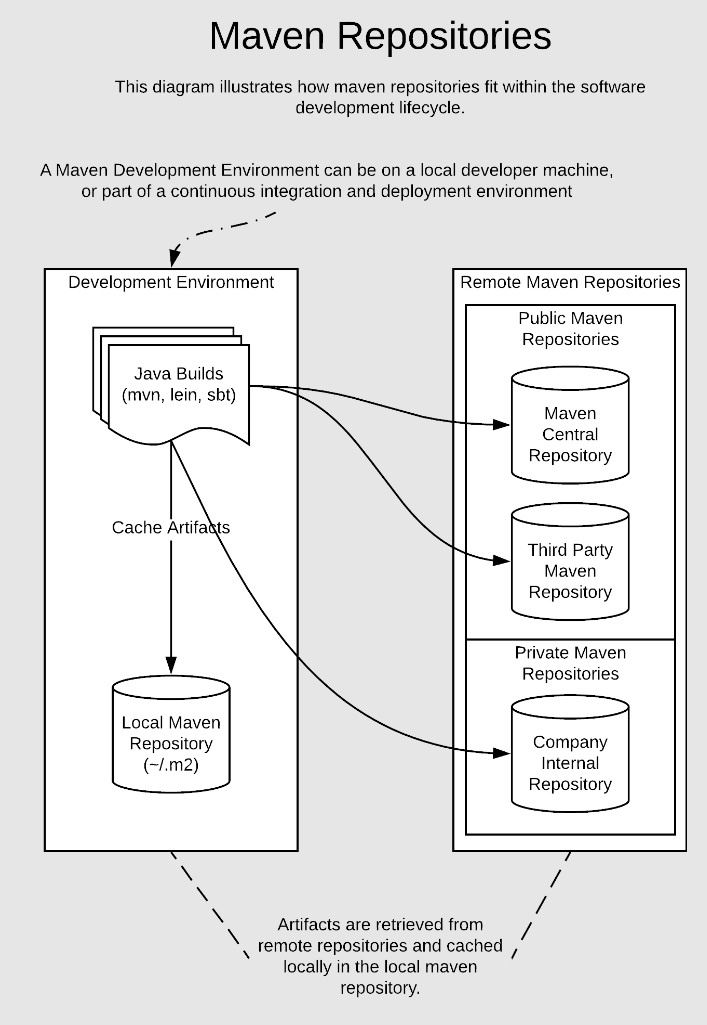 Maven Repositories
This diagram illustrates how maven repositories fit within the software
development lifecycle.
A Maven Development Environment can be on a local developer machine,
or part of a continuous integration and deployment environment
Development Environment
Java Builds
(mvn, lein, sbt)
Cache Artifacts
Local Maven
Repository
(~/.m2)
Remote Maven Repositories
Public Maven
Repositories
Maven
Central
Repository
Third Party
Maven
Repository
Private Maven
Repositories
Company
Internal
Repository
Artifacts are retrieved from
remote repositories and cached
locally in the local maven
repository.